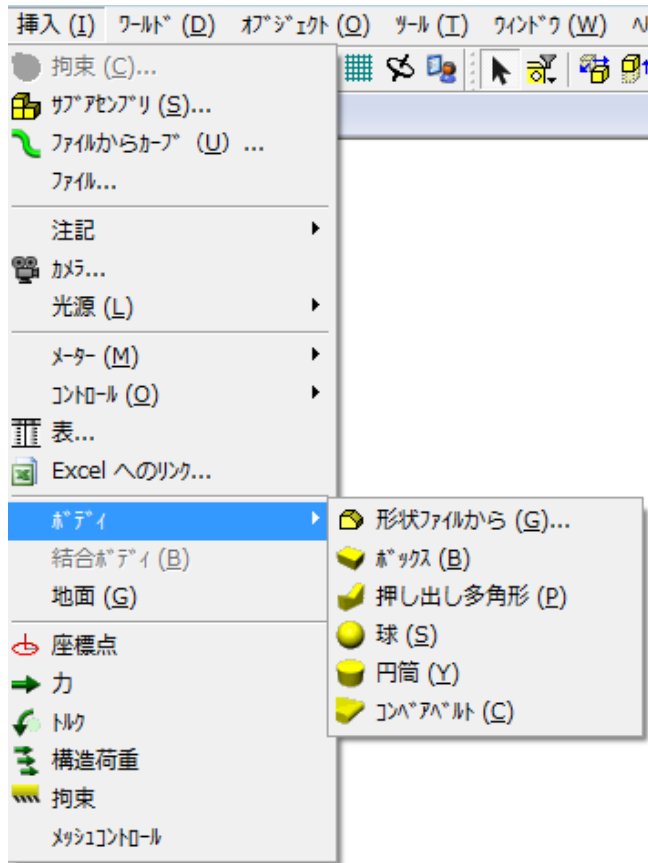 挿入 (I) ﾜｰﾙﾄﾞ (D) ｵﾌﾞｼﾞｪｸﾄ (O) ﾂｰﾙ (T) ｳｨﾝﾄﾞｳ (W) ﾍ
拘束 (C)...
ｻﾌﾞｱｾﾝﾌﾞﾘ (S)...
ﾌｧｲﾙからｶｰﾌﾞ (U) ...
ﾌｧｲﾙ...
注記
ｶﾒﾗ...
光源 (L)
ﾒｰﾀｰ (M)
ｺﾝﾄﾛｰﾙ (O)
表...
Excel へのﾘﾝｸ...
ﾎﾞﾃﾞｨ
結合ﾎﾞﾃﾞｨ (B)
地面 (G)
座標点
力
ﾄﾙｸ
構造荷重
拘束
ﾒｯｼｭｺﾝﾄﾛｰﾙ
形状ﾌｧｲﾙから (G)...
ﾎﾞｯｸｽ (B)
押し出し多角形 (P)
球 (S)
円筒 (Y)
ｺﾝﾍﾞｱﾍﾞﾙﾄ (C)